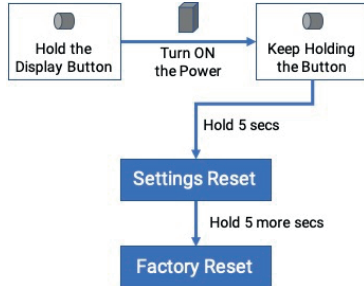 Hold the
Display Button
Turn ON
the Power
Keep Holding
the Button
Hold 5 secs
Settings Reset
Hold 5 more secs
Factory Reset